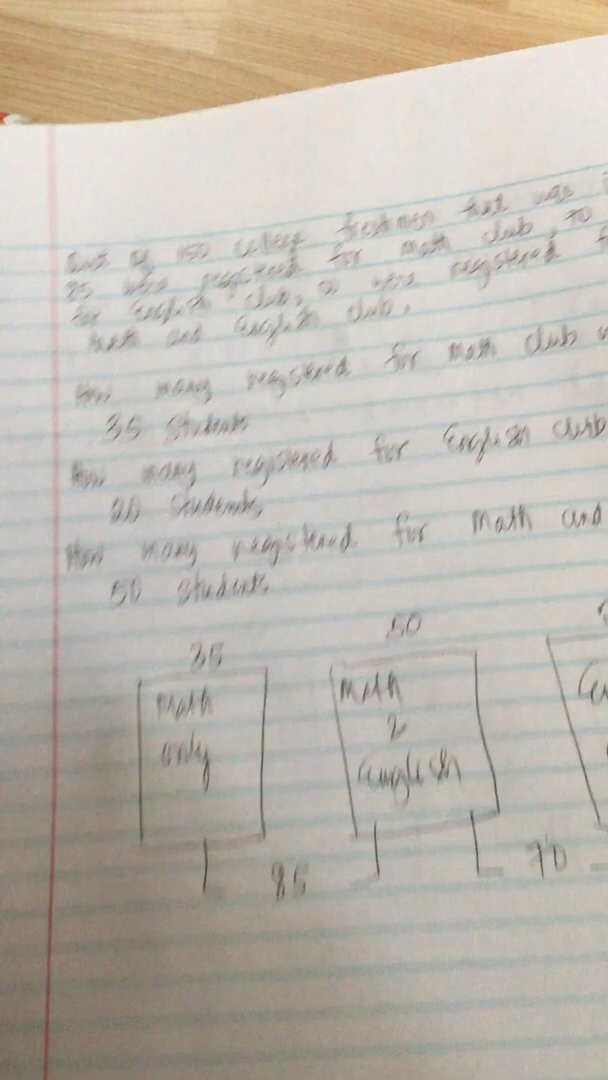 Out of 150 college freshmen that was
85 were registered for math club, 70
for English club, 50 were registered
math and English club.
How many registered for math club
35 Students
How many registered for English club
20 Students
How many registered for math and
50 Students
35
50
math
only
math
2
English
85
70